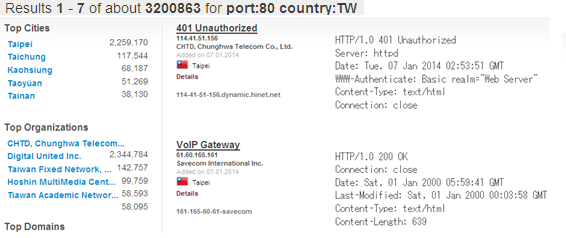 Results 1 - 7 of about 3200863 for port:80 country:TW
Top Cities
Taipei 2,259,170
Taichung 117,544
Kaohsiung 68,187
Taoyüan 51,269
Tainan 38,130
Top Organizations
CHTD, Chunghwa Telecom...
Digital United Inc. 2,344,784
Taiwan Fixed Network, ... 142,757
Hoshin MultiMedia Cent... 99,759
Tiawan Academic Networ... 58,593
58,095
Top Domains
401 Unauthorized
114.41.51.156
CHTD, Chunghwa Telecom Co., Ltd.
Added on 07.01.2014
Taipei
Details
114-41-51-156.dynamic.hinet.net
HTTP/1.0 401 Unauthorized
Server: httpd
Date: Tue, 07 Jan 2014 02:53:51 GMT
WWW-Authenticate: Basic realm="Web Server"
Content-Type: text/html
Connection: close
VoIP Gateway
61.60.165.161
Savecom International Inc.
Added on 07.01.2014
Taipei
Details
161-165-60-61-savecom
HTTP/1.0 200 OK
Connection: close
Date: Sat, 01 Jan 2000 05:59:41 GMT
Last-Modified: Sat, 01 Jan 2000 00:03:58 GMT
Content-Type: text/html
Content-Length: 639